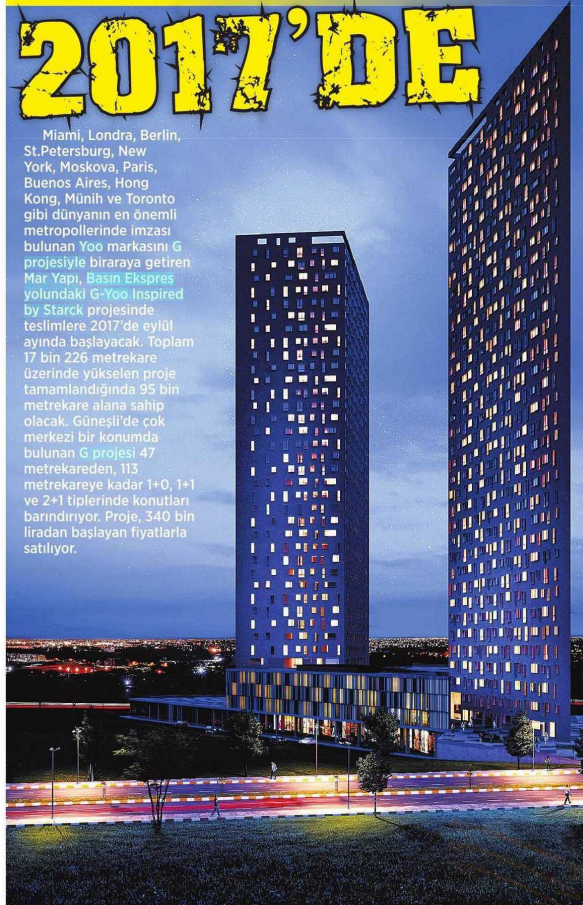 2017'DE
Miami, Londra, Berlin,
St.Petersburg, New
York, Moskova, Paris,
Buenos Aires, Hong
Kong, Münih ve Toronto
gibi dünyanın en önemli
metropollerinde imzası
bulunan Yoo markasını G
projesiyle biraraya getiren
Mar Yapı, Basın Ekspres
yolundaki G-Yoo Inspired
by Starck projesinde
teslimlere 2017'de eylül
ayında başlayacak. Toplam
17 bin 226 metrekare
üzerinde yükselen proje
tamamlandığında 95 bin
metrekare alana sahip
olacak. Güneşli'de çok
merkezi bir konumda
bulunan G projesi 47
metrekareden, 113
metrekareye kadar 1+0, 1+1
ve 2+1 tiplerinde konutları
barındırıyor. Proje, 340 bin
liradan başlayan fiyatlarla
satılıyor.